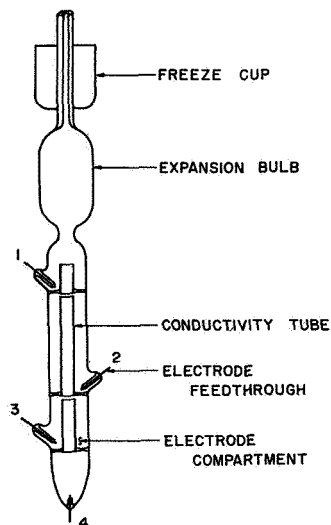 FREEZE CUP
EXPANSION BULB
1
CONDUCTIVITY TUBE
2
ELECTRODE
FEEDTHROUGH
3
ELECTRODE
COMPARTMENT
4